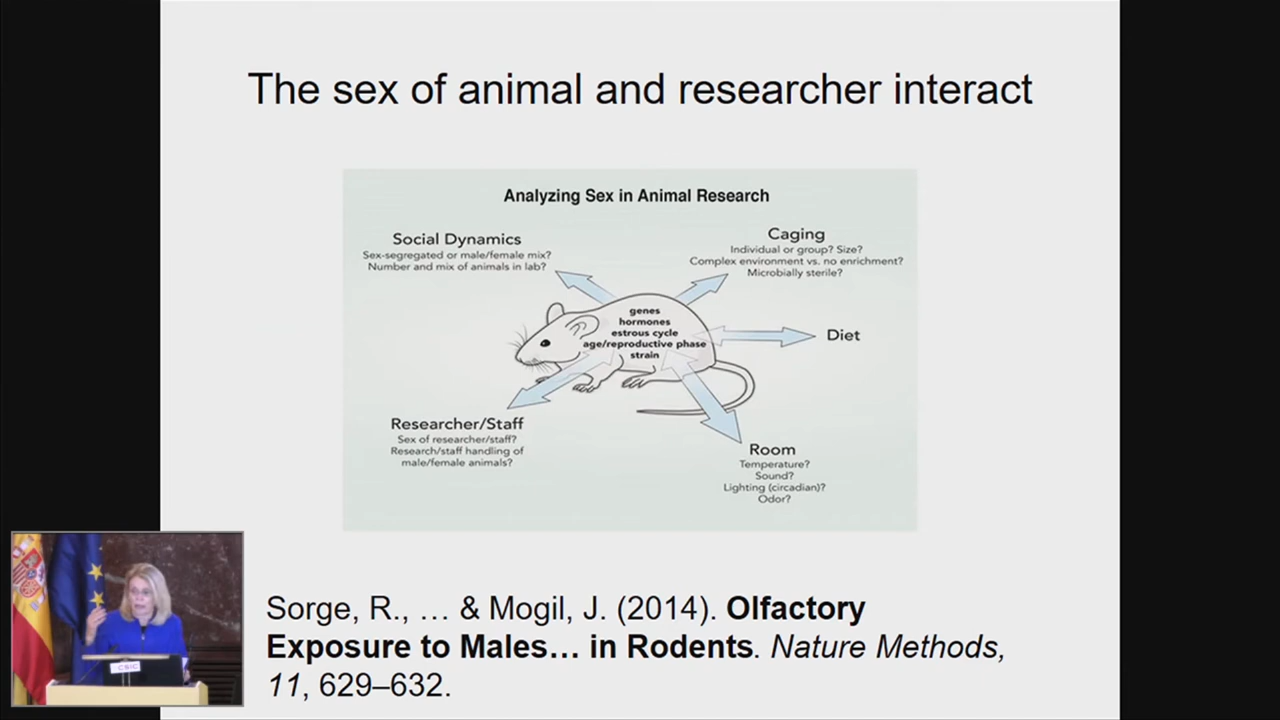 The sex of animal and researcher interact
Analyzing Sex in Animal Research
Social Dynamics
Sex-segregated or male/female mix?
Number and mix of animals in lab?
Caging
Individual or group? Size?
Complex environment vs. no enrichment?
Microbially sterile?
genes
hormones
estrous cycle
age/reproductive phase
strain
Diet
Researcher/Staff
Sex of researcher/staff?
Research/staff handling of
male/female animals?
Room
Temperature?
Sound?
Lighting (circadian)?
Odor?
CSIC
Sorge, R., … & Mogil, J. (2014). Olfactory
Exposure to Males… in Rodents. Nature Methods,
11, 629–632.